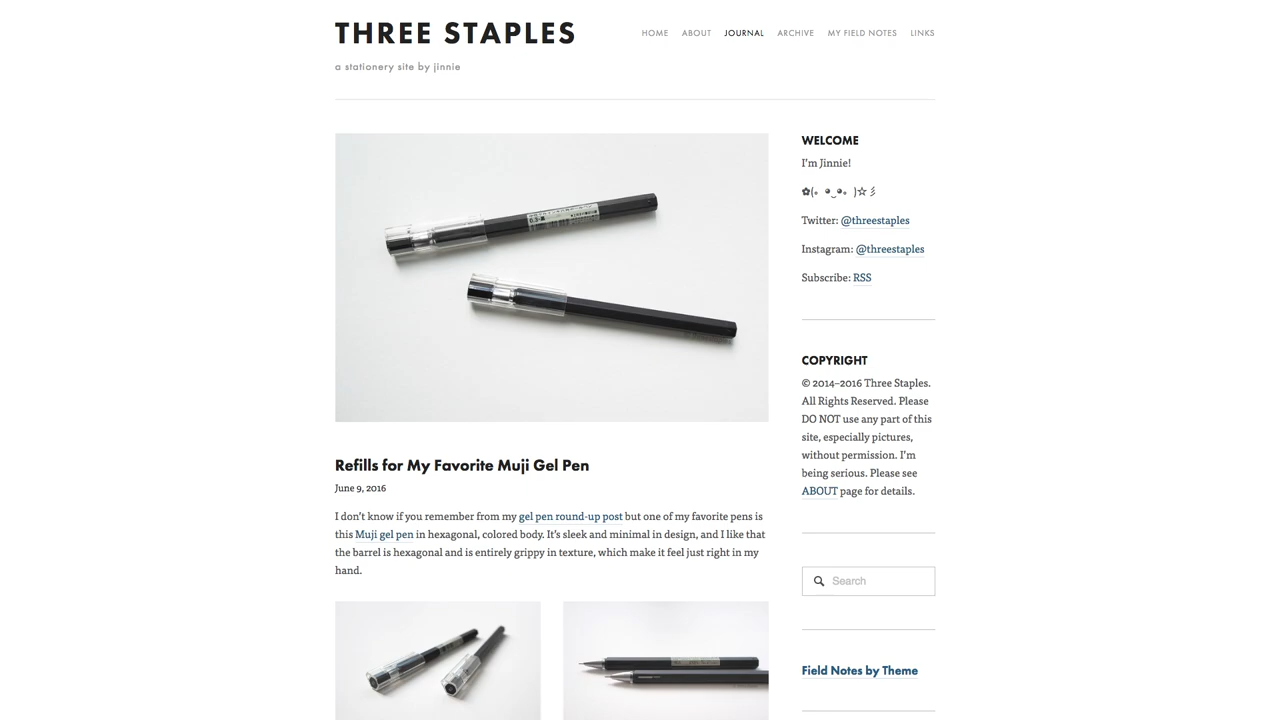 THREE STAPLES
HOME ABOUT JOURNAL ARCHIVE MY FIELD NOTES LINKS
a stationery site by jinnie
Refills for My Favorite Muji Gel Pen
June 9, 2016
I don't know if you remember from my gel pen round-up post but one of my favorite pens is
this Muji gel pen in hexagonal, colored body. It's sleek and minimal in design, and I like that
the barrel is hexagonal and is entirely grippy in texture, which make it feel just right in my
hand.
WELCOME
I'm Jinnie!
✿(。◕‿◕。)☆彡
Twitter: @threestaples
Instagram: @threestaples
Subscribe: RSS
COPYRIGHT
© 2014–2016 Three Staples.
All Rights Reserved. Please
DO NOT use any part of this
site, especially pictures,
without permission. I'm
being serious. Please see
ABOUT page for details.
Search
Field Notes by Theme